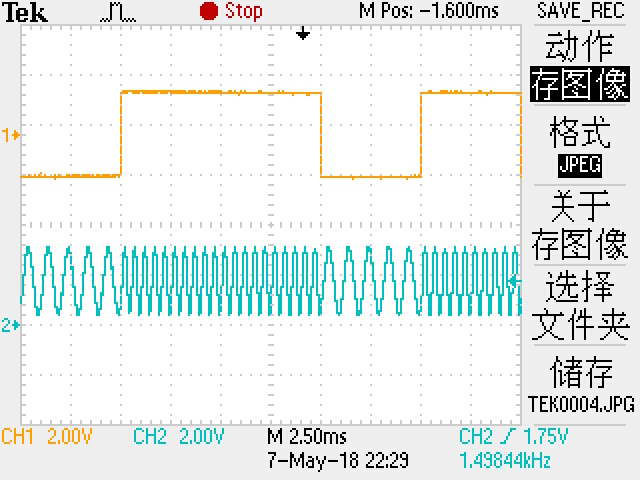 Tek Stop M Pos: -1.600ms SAVE_REC
动作
存图像
格式
JPEG
关于
存图像
选择
文件夹
储存
TEK0004.JPG
1
2
CH1 2.00V CH2 2.00V M 2.50ms CH2 / 1.75V
7-May-18 22:29 1.49844kHz